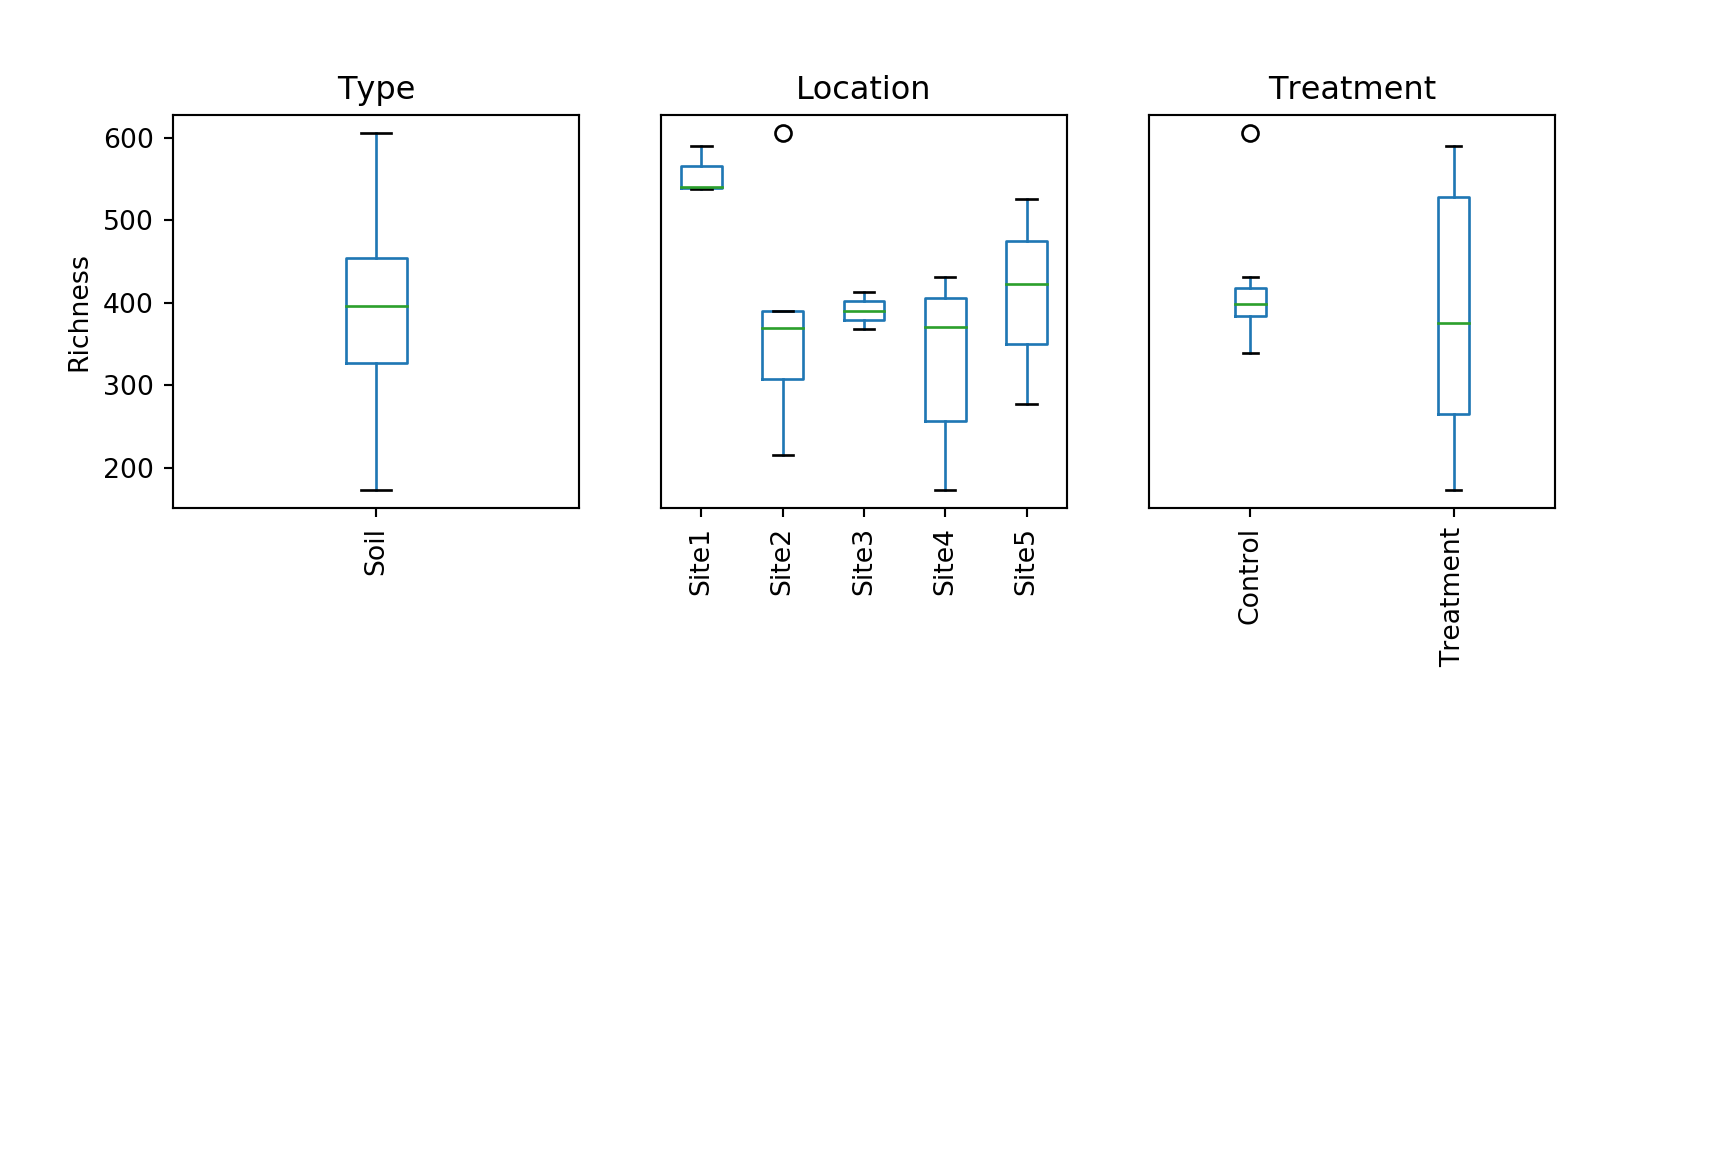 Type
Location
Treatment
600
500
400
300
200
Richness
Soil
Site1
Site2
Site3
Site4
Site5
Control
Treatment